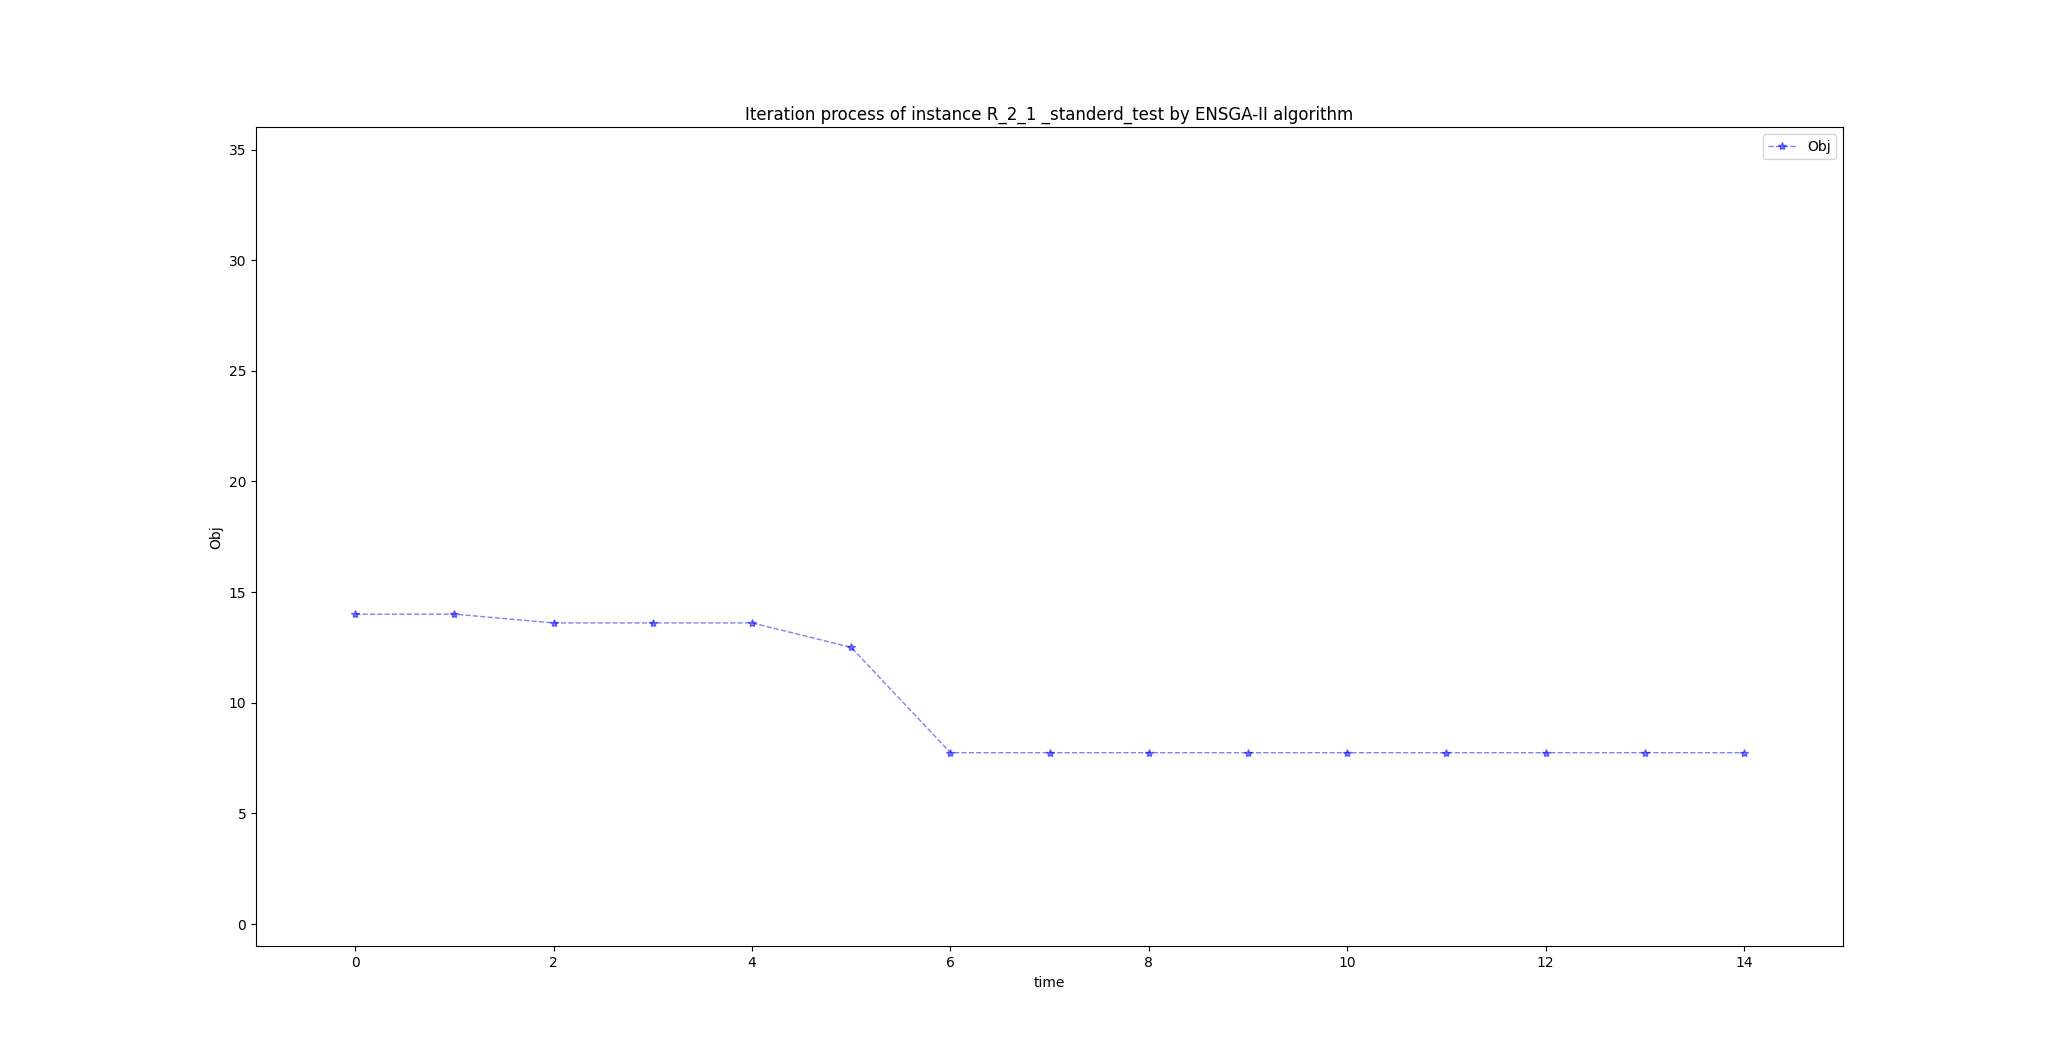 Iteration process of instance R_2_1 _standerd_test by ENSGA-II algorithm
Obj
35
30
25
20
15
10
5
0
Obj
0 2 4 6 8 10 12 14
time